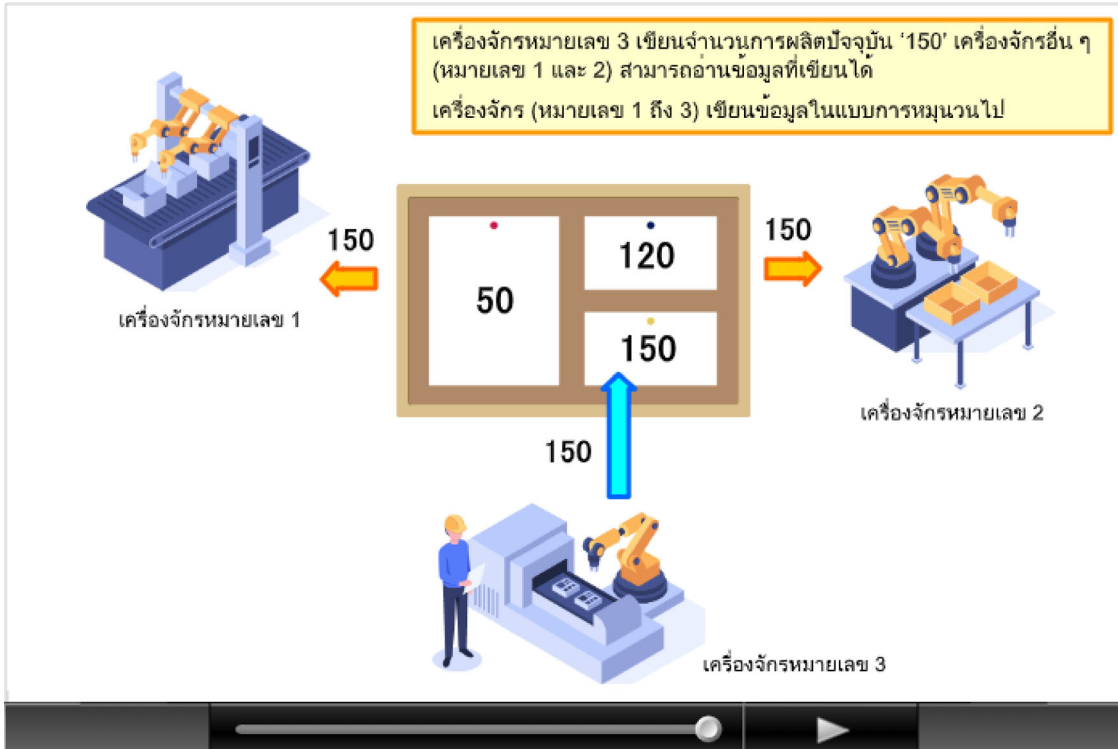 เครื่องจักรหมายเลข 3 เขียนจำนวนการผลิตปัจจุบัน ‘150’ เครื่องจักรอื่น ๆ
(หมายเลข 1 และ 2) สามารถอ่านข้อมูลที่เขียนได้
เครื่องจักร (หมายเลข 1 ถึง 3) เขียนข้อมูลในแบบการหมุนวนไป
150
50
120
150
150
150
เครื่องจักรหมายเลข 1
เครื่องจักรหมายเลข 2
เครื่องจักรหมายเลข 3